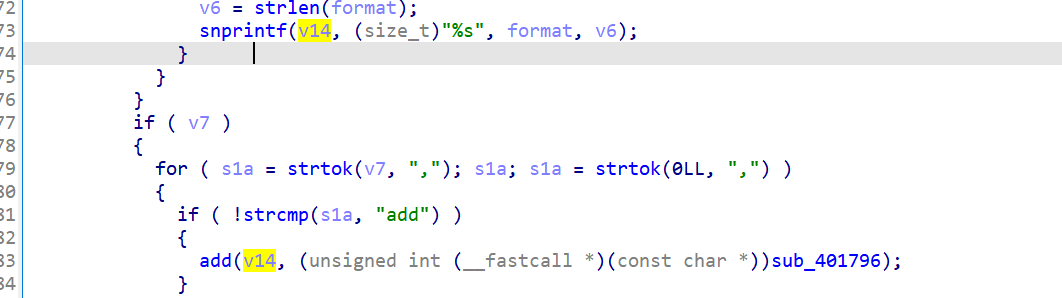 72 v6 = strlen(format);
73 snprintf(v14, (size_t)"%s", format, v6);
74 }
75 }
76 }
77 if ( v7 )
78 {
79 for ( s1a = strtok(v7, ","); s1a; s1a = strtok(0LL, ",") )
80 {
81 if ( !strcmp(s1a, "add") )
82 {
83 add(v14, (unsigned int (__fastcall *)(const char *))sub_401796);
84 }